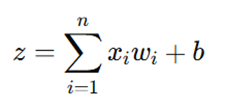 z = \sum_{i=1}^{n} x_i w_i + b